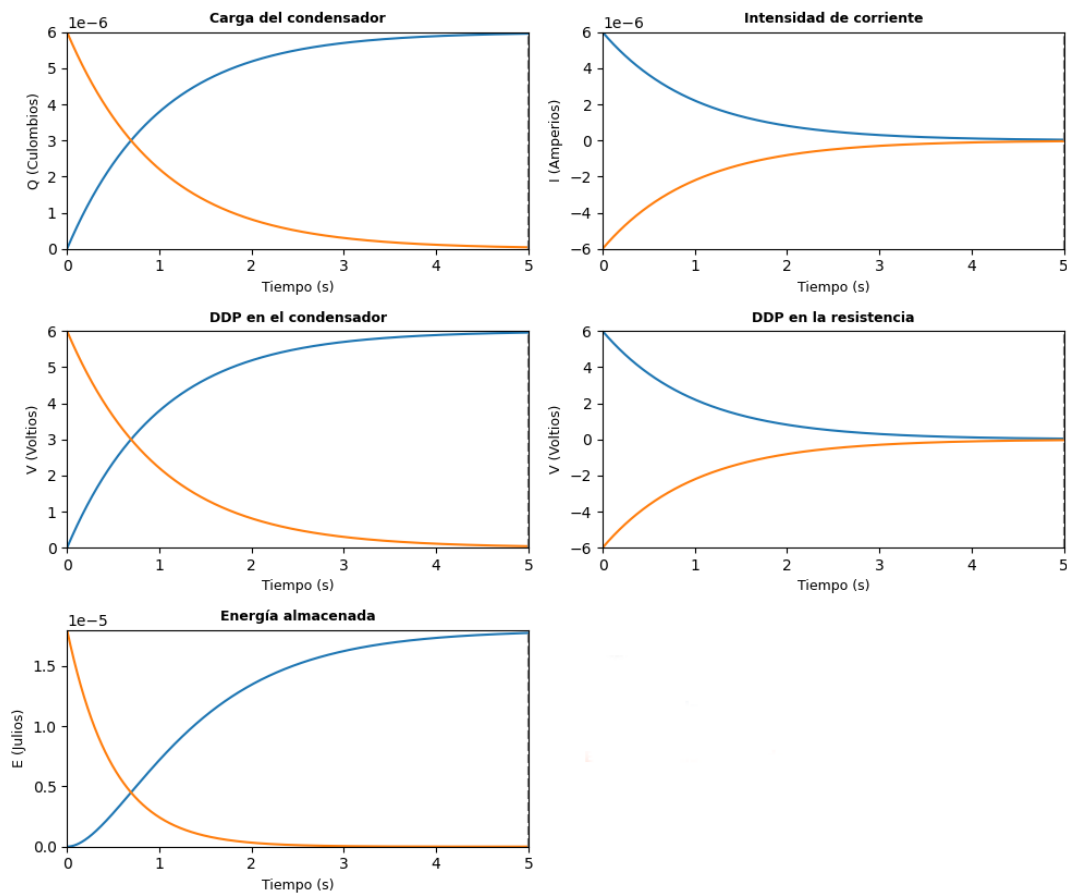 Carga del condensador
1e−6
6
5
4
3
2
1
0
Q (Culombios)
0 1 2 3 4 5
Tiempo (s)
Intensidad de corriente
1e−6
6
4
2
0
−2
−4
−6
I (Amperios)
0 1 2 3 4 5
Tiempo (s)
DDP en el condensador
6
5
4
3
2
1
0
V (Voltios)
0 1 2 3 4 5
Tiempo (s)
DDP en la resistencia
6
4
2
0
−2
−4
−6
V (Voltios)
0 1 2 3 4 5
Tiempo (s)
Energía almacenada
1e−5
1.5
1.0
0.5
0.0
E (Julios)
0 1 2 3 4 5
Tiempo (s)